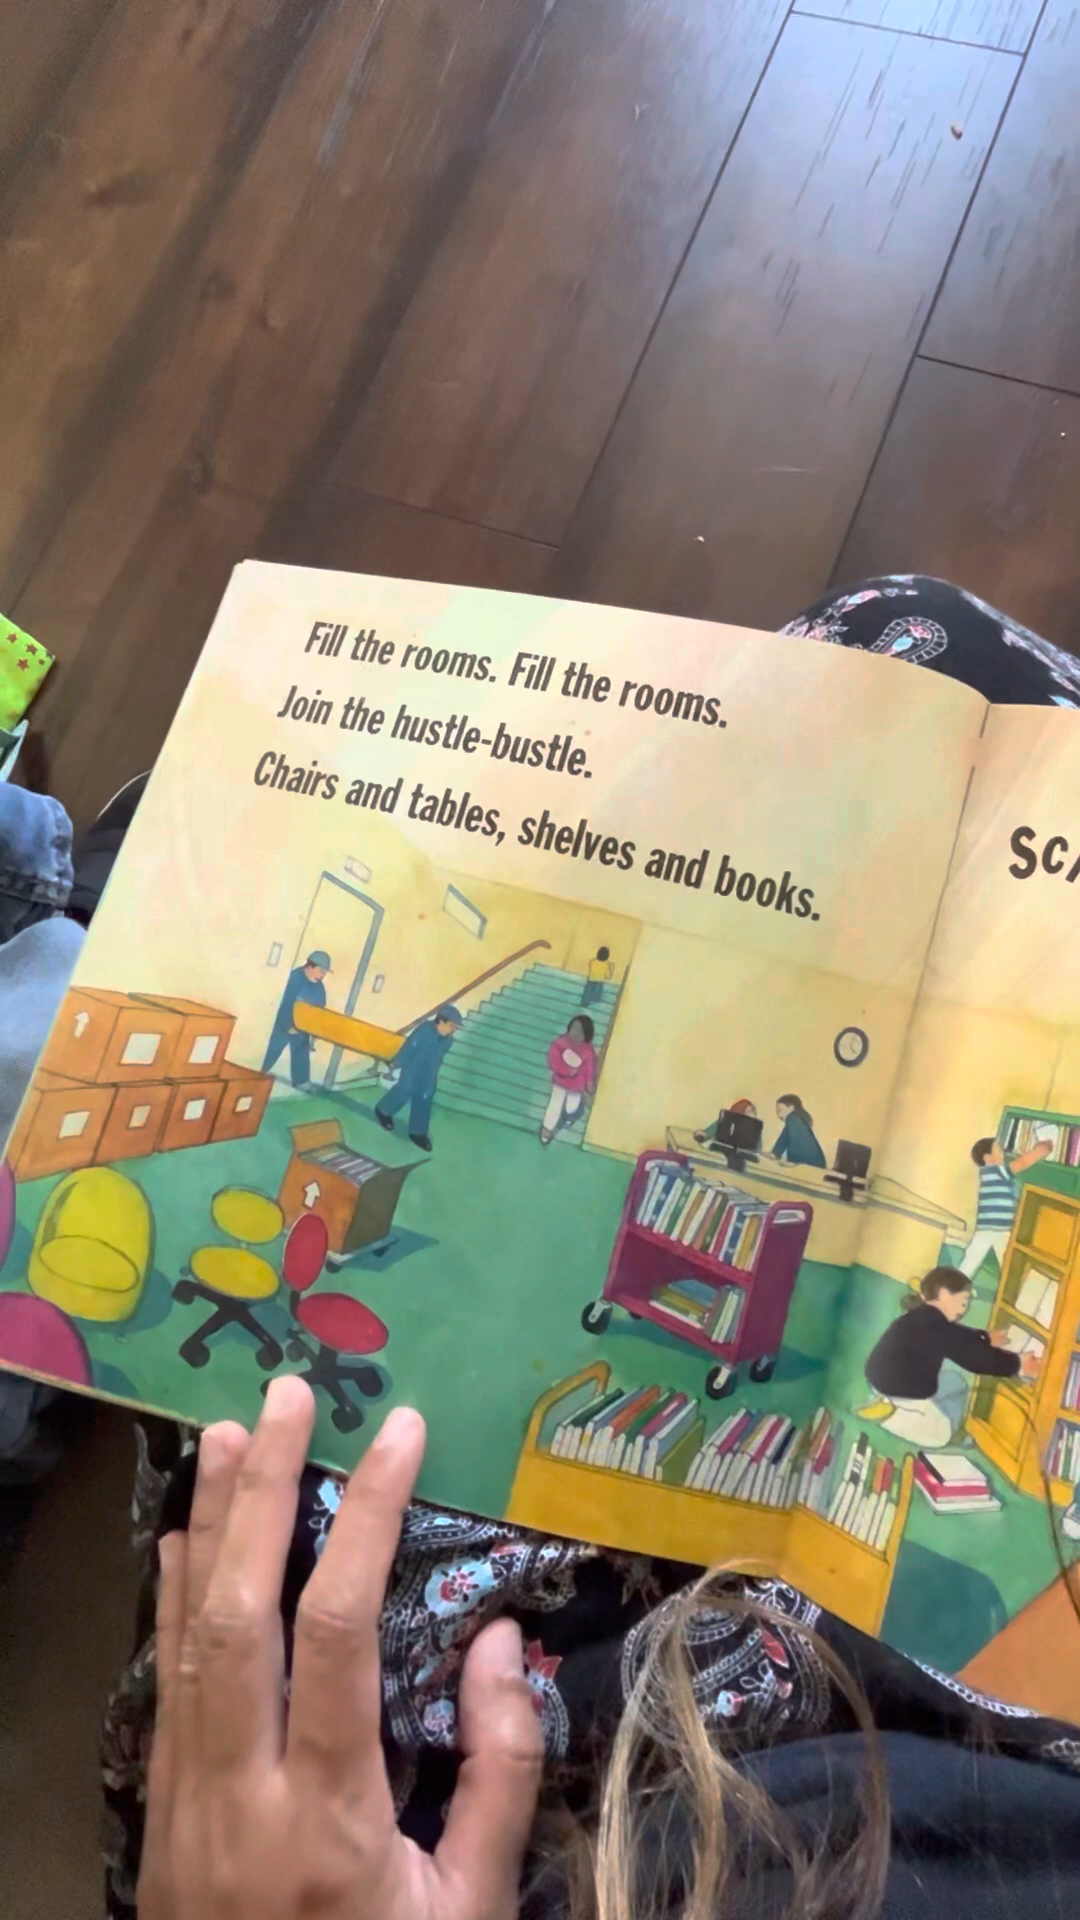 Fill the rooms. Fill the rooms.
Join the hustle-bustle.
Chairs and tables, shelves and books.